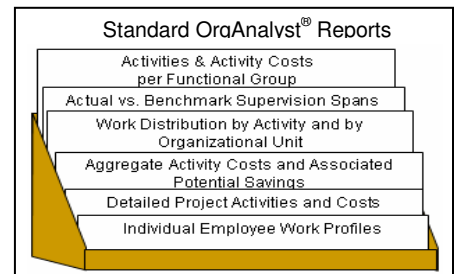 Standard OrgAnalyst® Reports
Activities & Activity Costs
per Functional Group
Actual vs. Benchmark Supervision Spans
Work Distribution by Activity and by
Organizational Unit
Aggregate Activity Costs and Associated
Potential Savings
Detailed Project Activities and Costs
Individual Employee Work Profiles